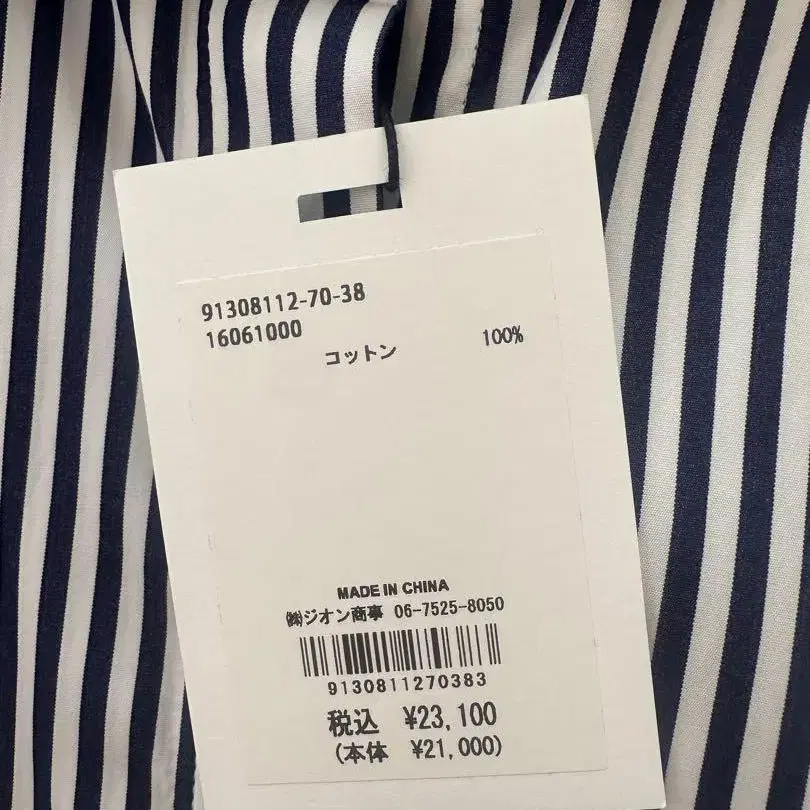 91308112-70-38
16061000
コットン 100%
MADE IN CHINA
㈱ジオン商事 06-7525-8050
9130811270383
税込 ¥23,100
(本体 ¥21,000)